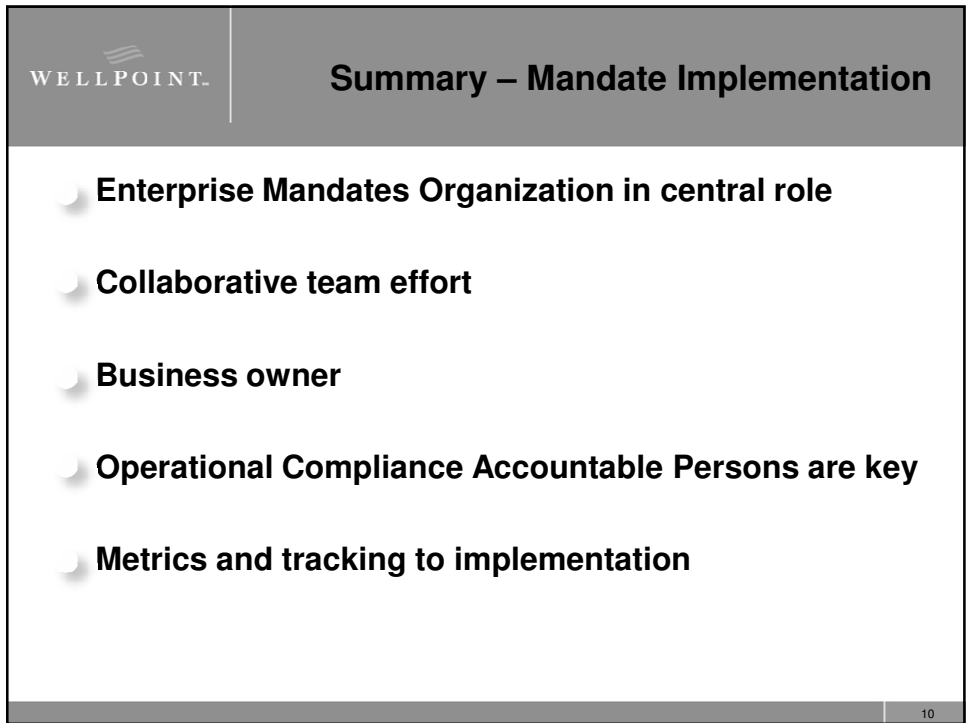 WELLPOINT℠
Summary – Mandate Implementation
Enterprise Mandates Organization in central role
Collaborative team effort
Business owner
Operational Compliance Accountable Persons are key
Metrics and tracking to implementation
10